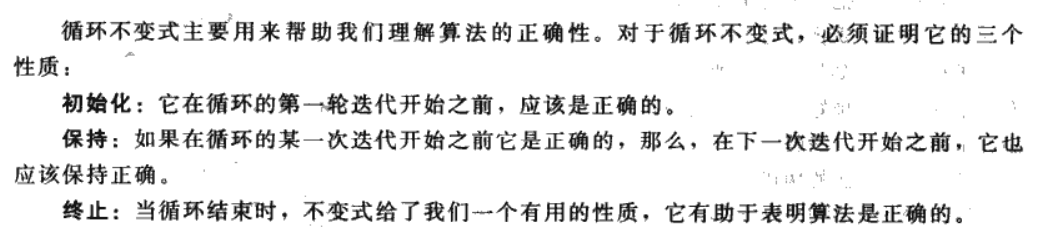 循环不变式主要用来帮助我们理解算法的正确性。对于循环不变式，必须证明它的三个
性质：
初始化：它在循环的第一轮迭代开始之前，应该是正确的。
保持：如果在循环的某一次迭代开始之前它是正确的，那么，在下一次迭代开始之前，它也
应该保持正确。
终止：当循环结束时，不变式给了我们一个有用的性质，它有助于表明算法是正确的。